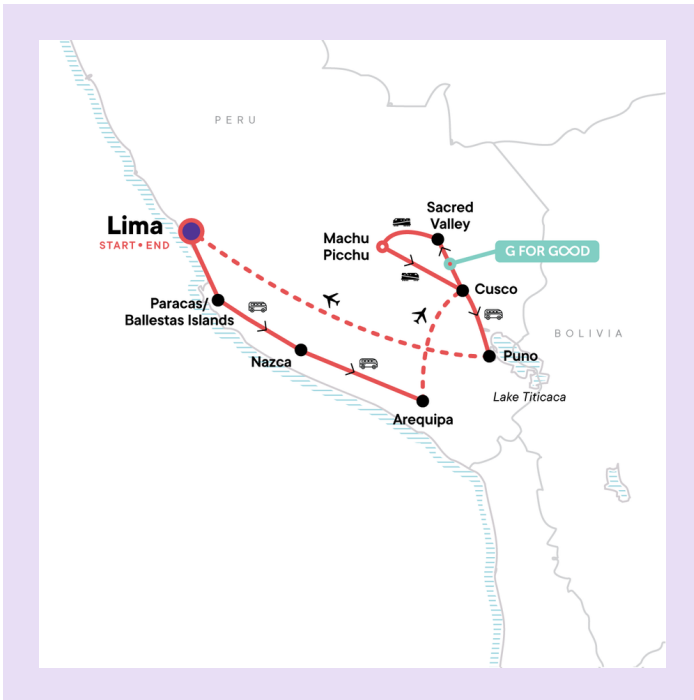 PERU
Sacred
Valley
Lima
START • END
Machu
Picchu
G FOR GOOD
Cusco
Paracas/
Ballestas Islands
BOLIVIA
Nazca
Puno
Lake Titicaca
Arequipa